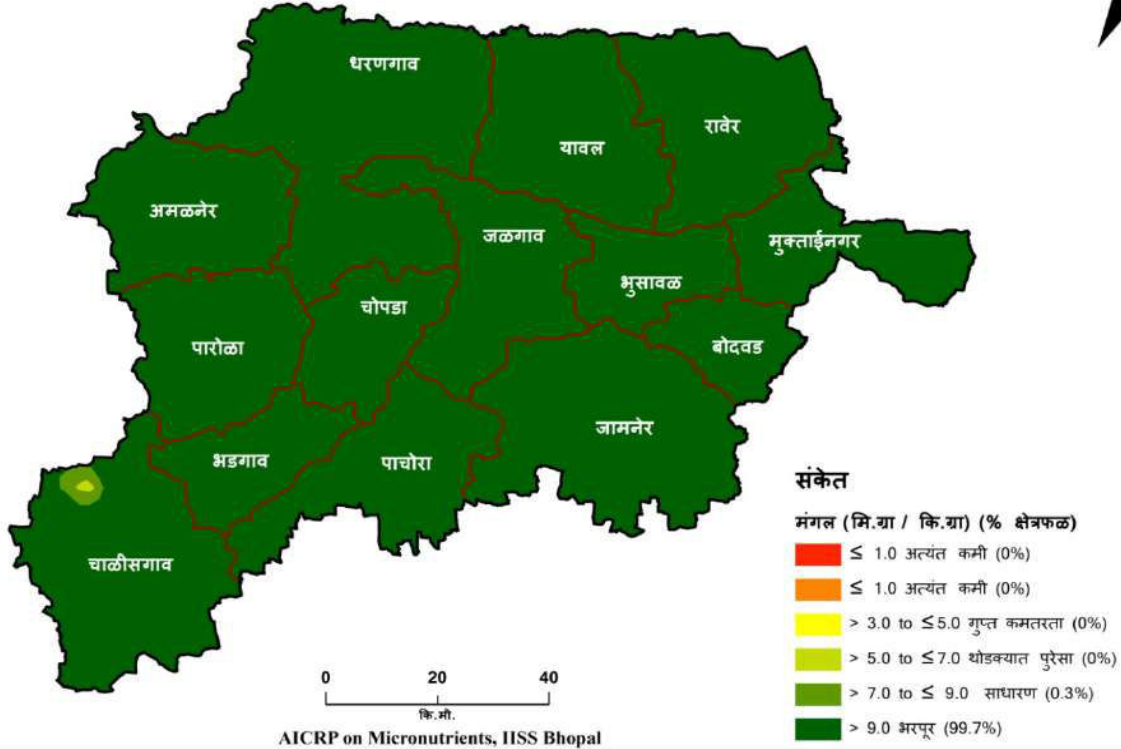 धरणगाव
यावल
रावेर
अमळनेर
जळगाव
मुक्ताईनगर
भुसावळ
चोपडा
पारोळा
बोदवड
जामनेर
भडगाव
पाचोरा
चाळीसगाव
संकेत
मंगल (मि.ग्रा / कि.ग्रा) (% क्षेत्रफळ)
≤ 1.0 अत्यंत कमी (0%)
≤ 1.0 अत्यंत कमी (0%)
> 3.0 to ≤5.0 गुप्त कमतरता (0%)
> 5.0 to ≤7.0 थोडक्यात पुरेसा (0%)
> 7.0 to ≤ 9.0 साधारण (0.3%)
> 9.0 भरपूर (99.7%)
0 20 40
कि.मी.
AICRP on Micronutrients, IISS Bhopal